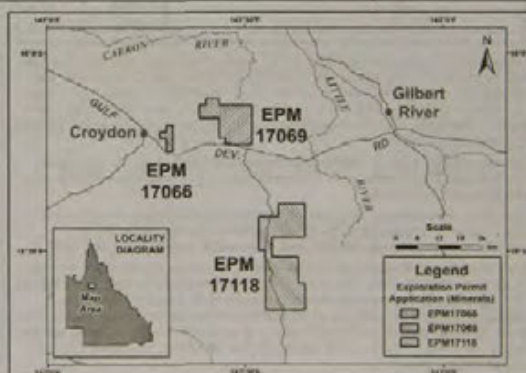 CARRON RIVER
N
GULF
LITTLE
RIVER
Gilbert
River
Croydon
EPM
17069
DEV.
RD
EPM
17066
Scale
LOCALITY
DIAGRAM
Map
Area
EPM
17118
Legend
Exploration Permit
Application (Minerals)
EPM17066
EPM17069
EPM17118